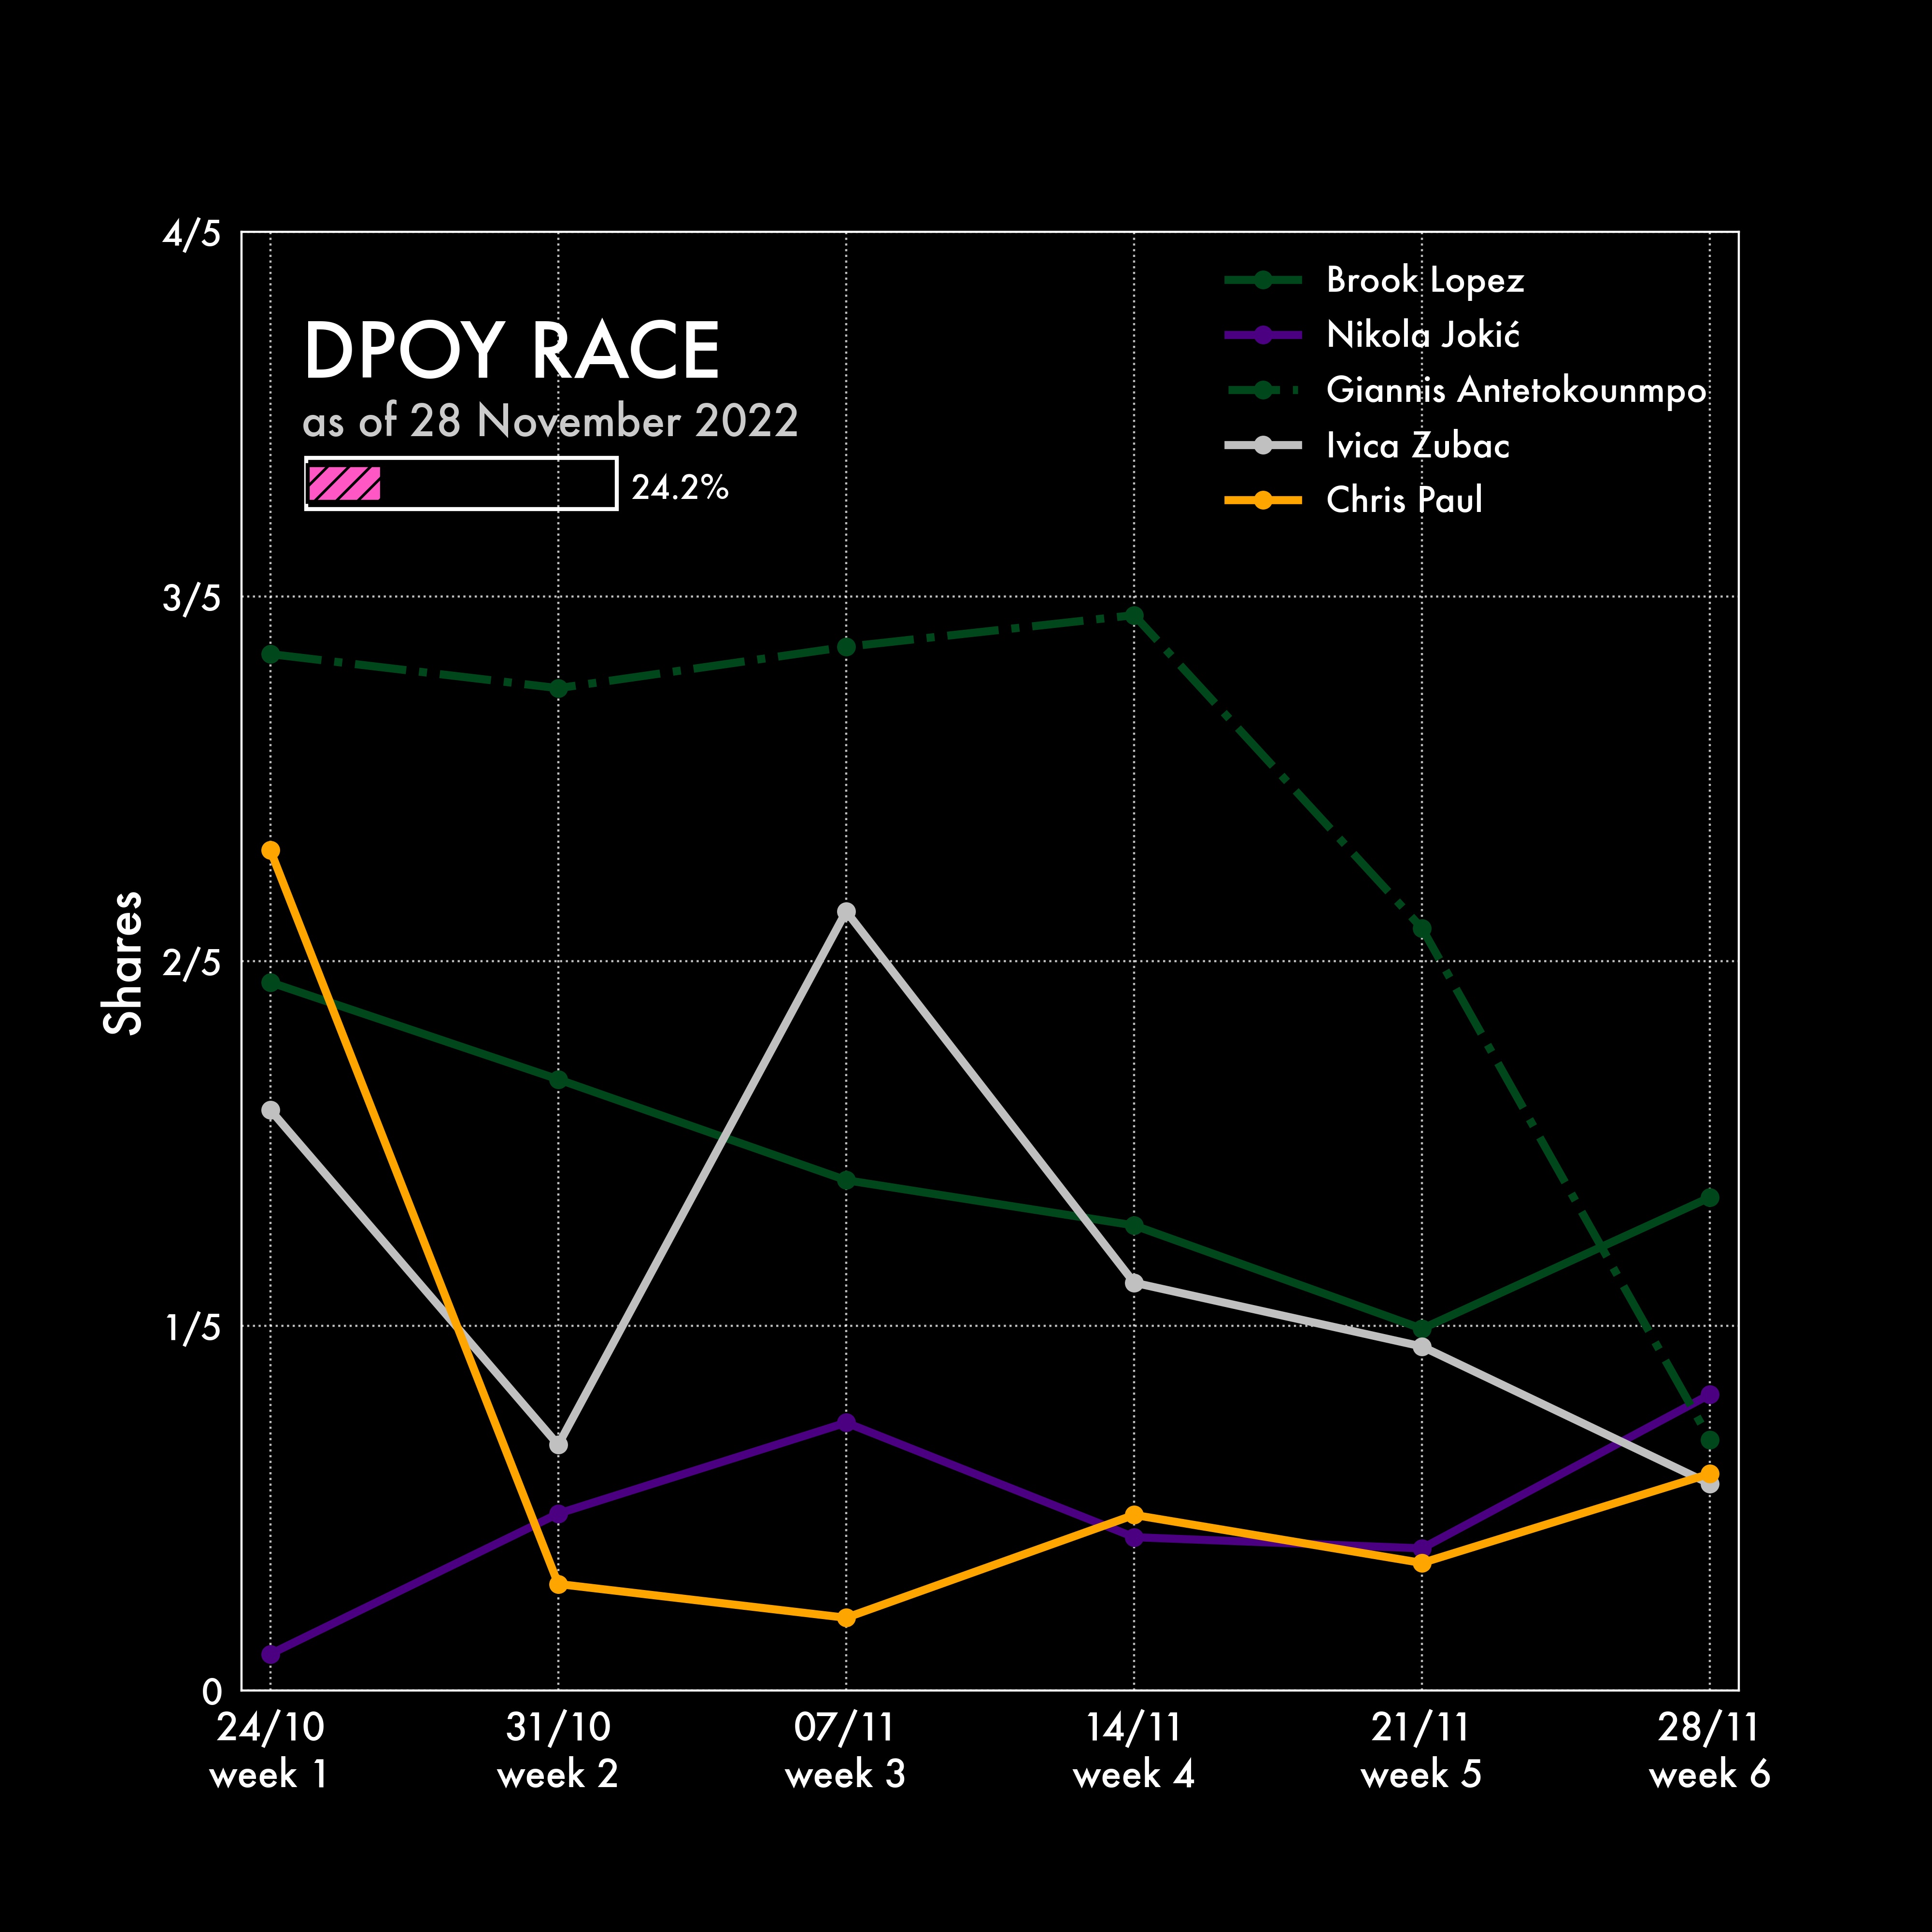 DPOY RACE
as of 28 November 2022
24.2%
Brook Lopez
Nikola Jokić
Giannis Antetokounmpo
Ivica Zubac
Chris Paul
4/5
3/5
2/5
1/5
0
Shares
24/10
week 1
31/10
week 2
07/11
week 3
14/11
week 4
21/11
week 5
28/11
week 6